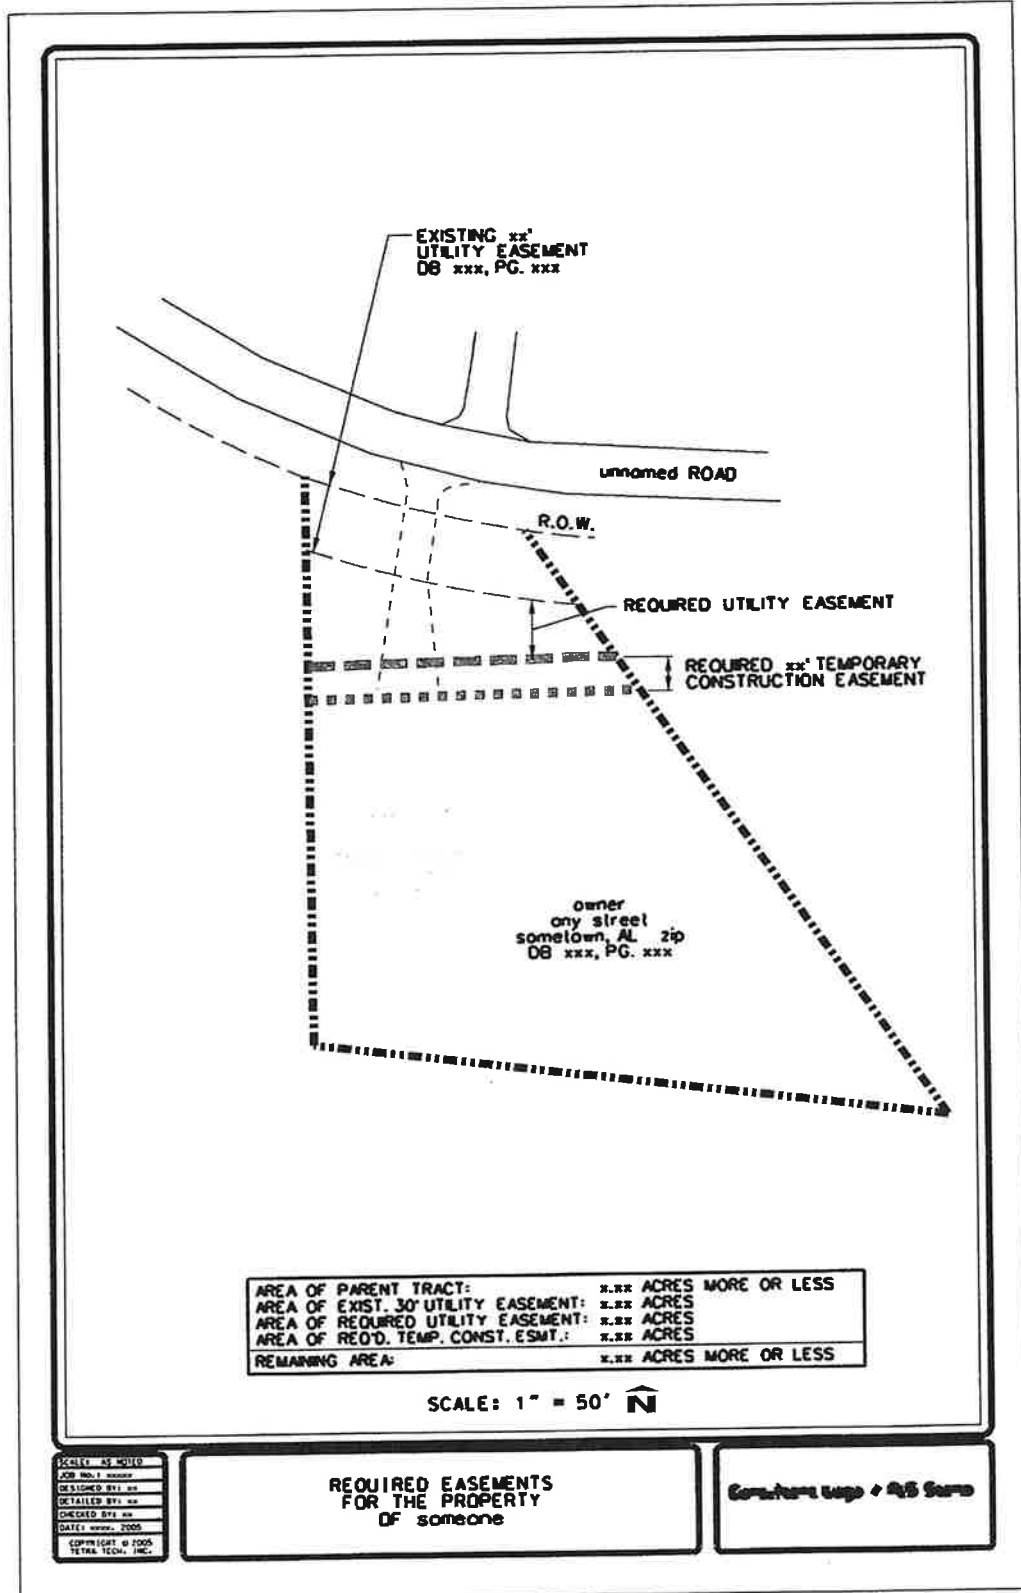 EXISTING xx'
UTILITY EASEMENT
DB xxx, PG. xxx
unnamed ROAD
R.O.W.
REQUIRED UTILITY EASEMENT
REQUIRED xx' TEMPORARY
CONSTRUCTION EASEMENT
owner
any street
sometown, AL zip
DB xxx, PG. xxx
AREA OF PARENT TRACT: x.xx ACRES MORE OR LESS
AREA OF EXIST. 30' UTILITY EASEMENT: x.xx ACRES
AREA OF REQUIRED UTILITY EASEMENT: x.xx ACRES
AREA OF REQ'D. TEMP. CONST. ESMT.: x.xx ACRES
REMAINING AREA: x.xx ACRES MORE OR LESS
SCALE: 1" = 50' N
SCALE: AS NOTED
JOB No.: xxxxx
DESIGNED BY: xx
DETAILED BY: xx
CHECKED BY: xx
DATE: xxxx, 2005
COPYRIGHT © 2005
TETRA TECH, INC.
REQUIRED EASEMENTS
FOR THE PROPERTY
OF someone